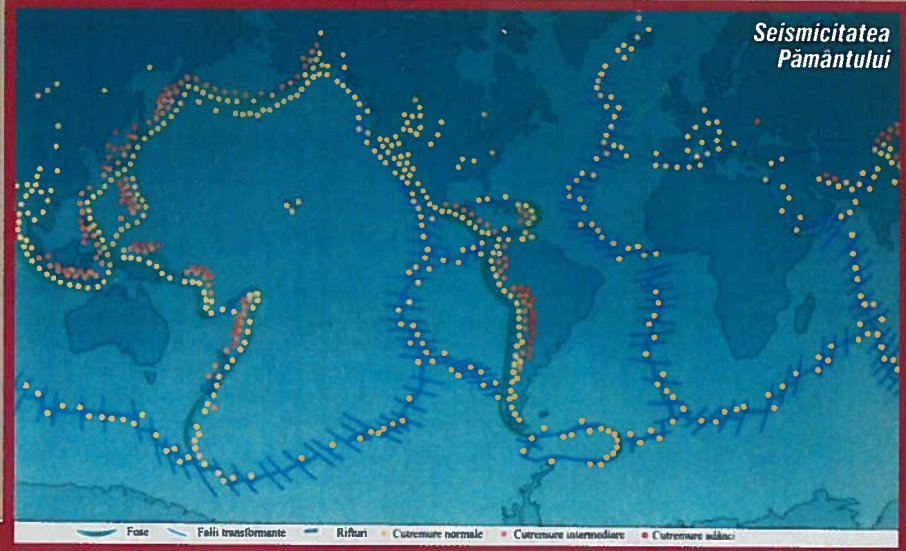 Seismicitatea
Pământului
Fose Falii transformante Rifturi Cutremure normale Cutremure intermediare Cutremure adânci